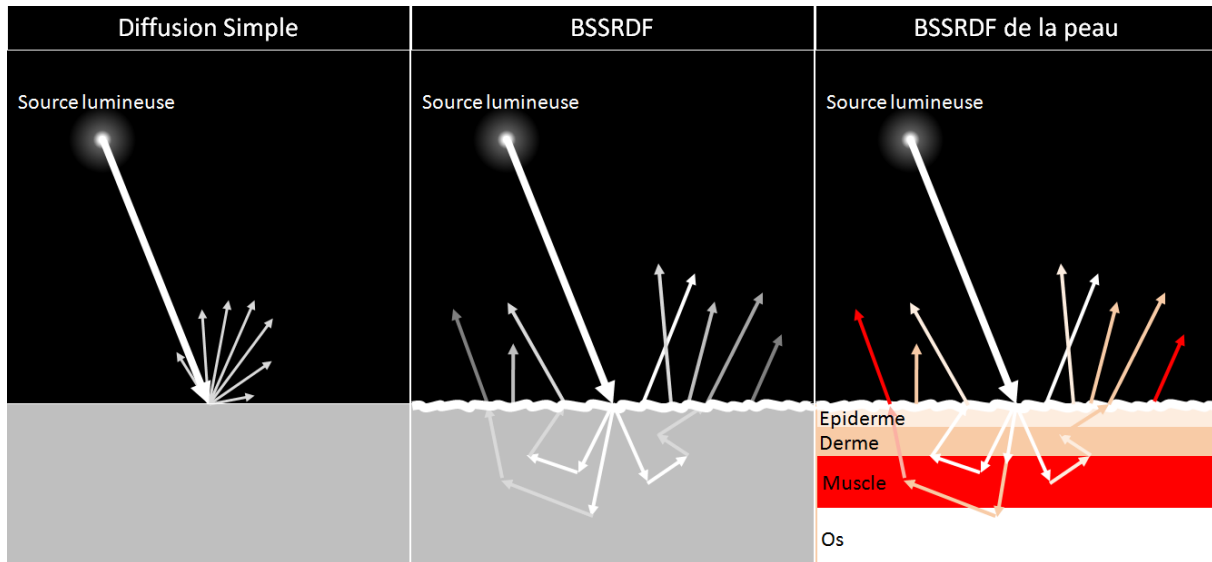 Diffusion Simple
BSSRDF
BSSRDF de la peau
Source lumineuse
Source lumineuse
Source lumineuse
Epiderme
Derme
Muscle
Os